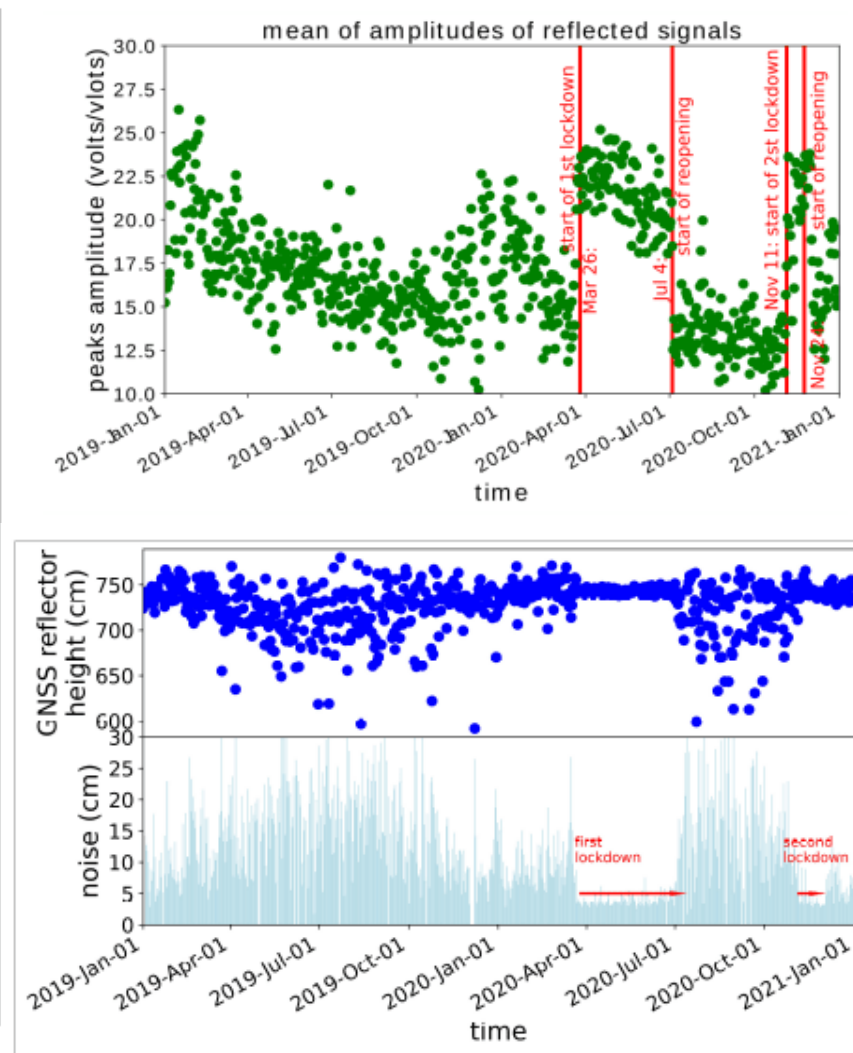 mean of amplitudes of reflected signals
peaks amplitude (volts/vlots)
30.0
27.5
25.0
22.5
20.0
17.5
15.0
12.5
10.0
Mar 26: start of 1st lockdown
Jul 4: start of reopening
Nov 11: start of 2st lockdown
Nov 24: start of reopening
2019-Jan-01
2019-Apr-01
2019-Jul-01
2019-Oct-01
2020-Jan-01
2020-Apr-01
2020-Jul-01
2020-Oct-01
2021-Jan-01
time
GNSS reflector
height (cm)
750
700
650
600
noise (cm)
30
25
20
15
10
5
0
first
lockdown
second
lockdown
2019-Jan-01
2019-Apr-01
2019-Jul-01
2019-Oct-01
2020-Jan-01
2020-Apr-01
2020-Jul-01
2020-Oct-01
2021-Jan-01
time